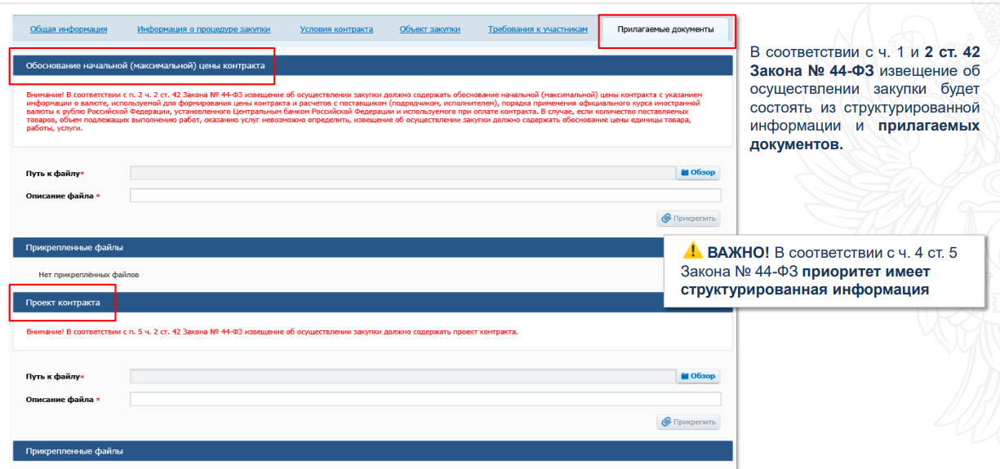 Общая информация
Информация о процедуре закупки
Условия контракта
Объект закупки
Требования к участникам
Прилагаемые документы
Обоснование начальной (максимальной) цены контракта
Внимание! В соответствии с п. 2 ч. 2 ст. 42 Закона № 44-ФЗ извещение об осуществлении закупки должно содержать обоснование начальной (максимальной) цены контракта с указанием
информации о валюте, используемой для формирования цены контракта и расчетов с поставщиком (подрядчиком, исполнителем), порядка применения официального курса иностранной
валюты к рублю Российской Федерации, установленного Центральным банком Российской Федерации и используемого при оплате контракта. В случае, если количество поставляемых
товаров, объем подлежащих выполнению работ, оказанию услуг невозможно определить, извещение об осуществлении закупки должно содержать обоснование цены единицы товара,
работы, услуги.
Путь к файлу*
Обзор
Описание файла *
Прикрепить
Прикрепленные файлы
Нет прикреплённых файлов
Проект контракта
Внимание! В соответствии с п. 5 ч. 2 ст. 42 Закона № 44-ФЗ извещение об осуществлении закупки должно содержать проект контракта.
Путь к файлу*
Обзор
Описание файла *
Прикрепить
Прикрепленные файлы
В соответствии с ч. 1 и 2 ст. 42
Закона № 44-ФЗ извещение об
осуществлении закупки будет
состоять из структурированной
информации и прилагаемых
документов.
ВАЖНО! В соответствии с ч. 4 ст. 5
Закона № 44-ФЗ приоритет имеет
структурированная информация